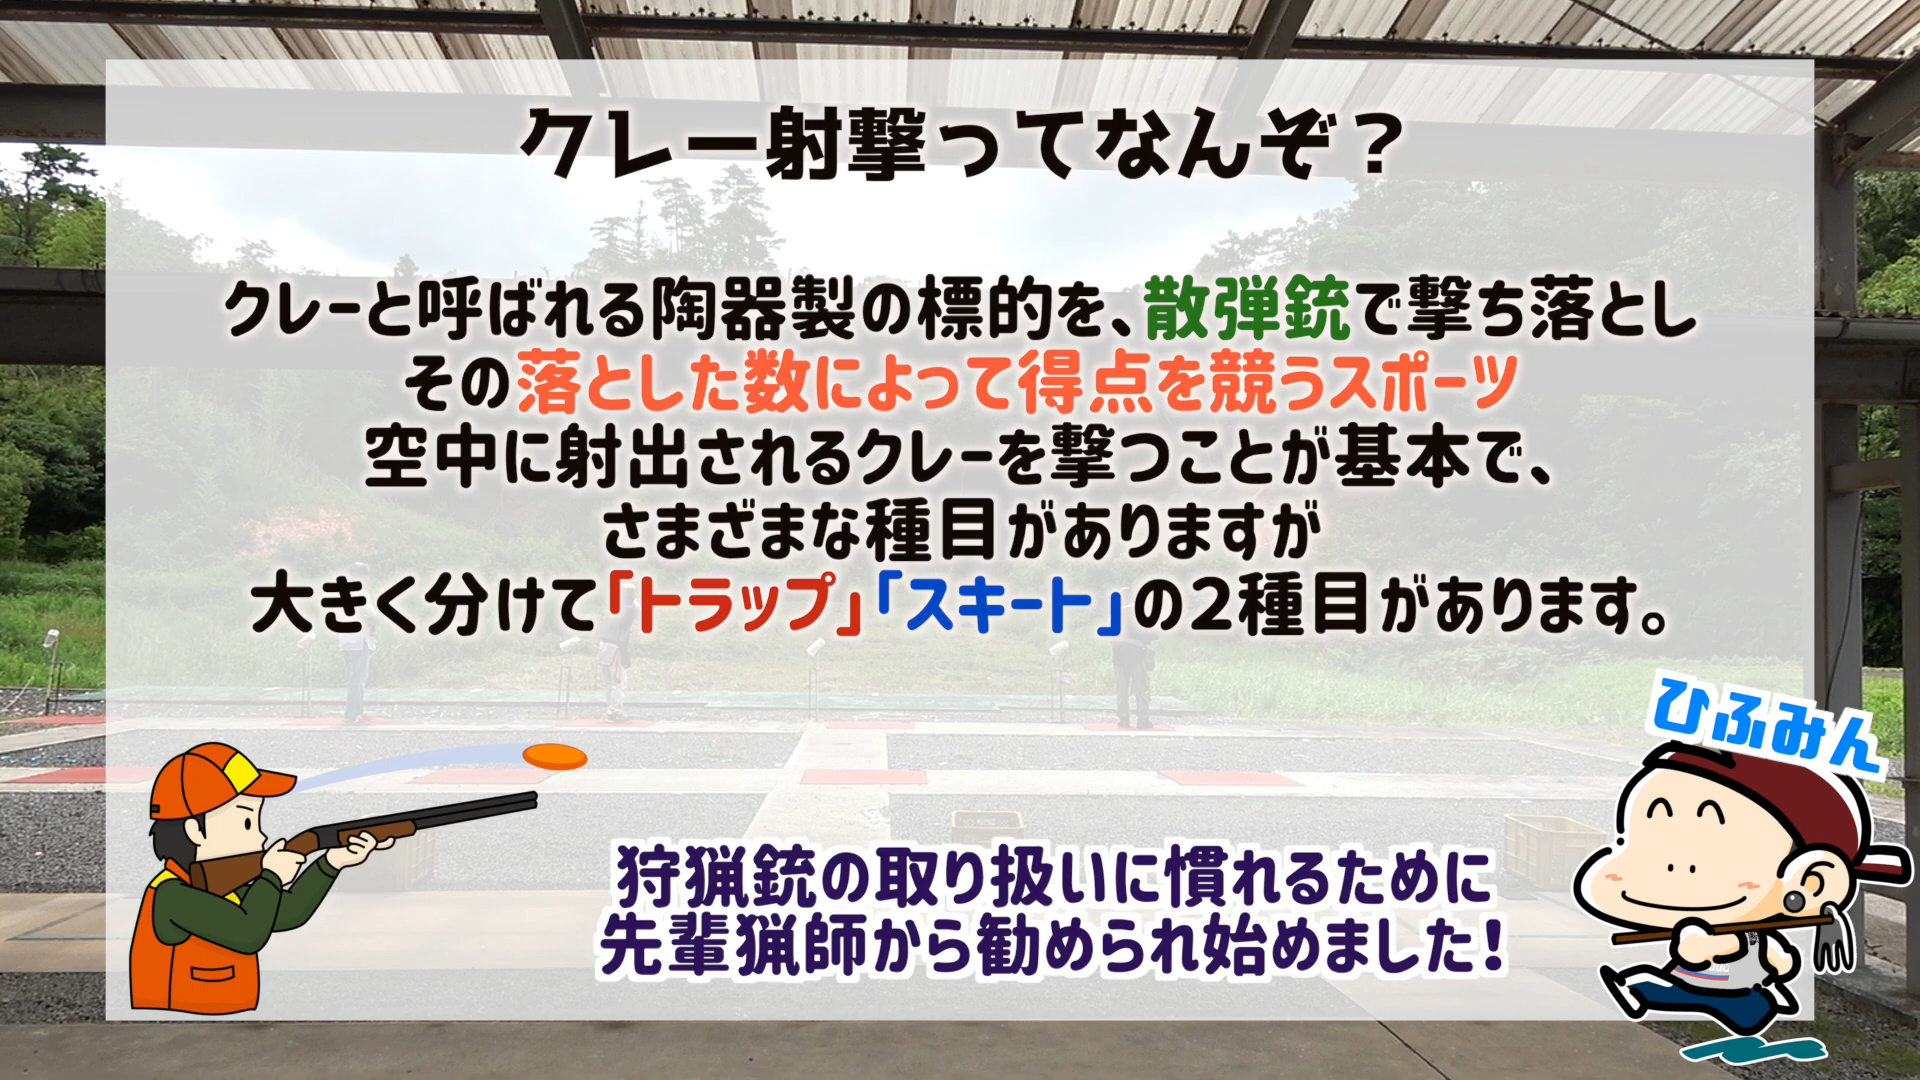 クレー射撃ってなんぞ？
クレーと呼ばれる陶器製の標的を、散弾銃で撃ち落とし
その落とした数によって得点を競うスポーツ
空中に射出されるクレーを撃つことが基本で、
さまざまな種目がありますが
大きく分けて「トラップ」「スキート」の2種目があります。
ひふみん
狩猟銃の取り扱いに慣れるために
先輩猟師から勧められ始めました!